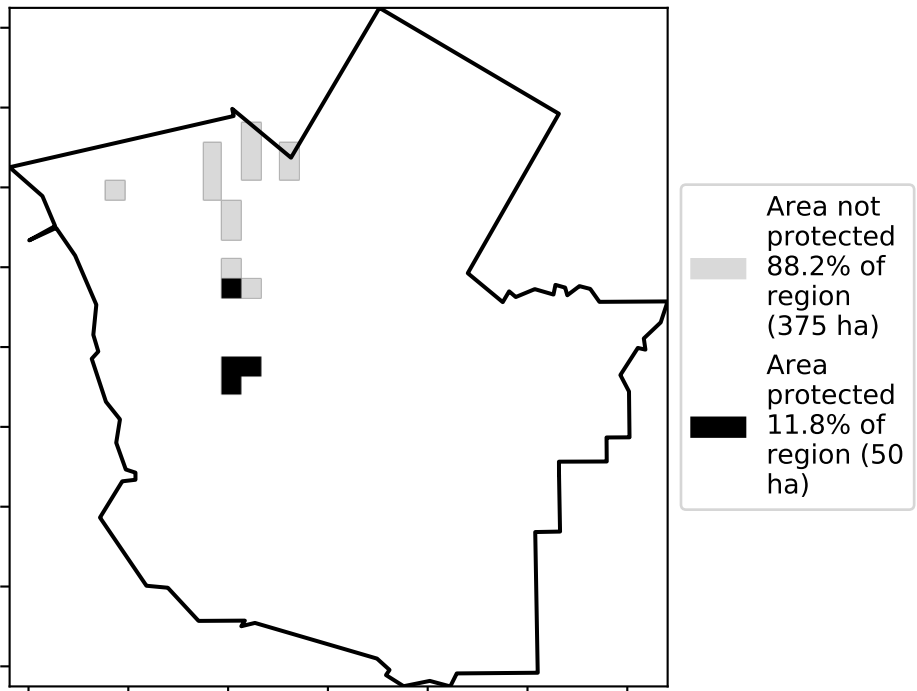 Area not
protected
88.2% of
region
(375 ha)
Area
protected
11.8% of
region (50
ha)